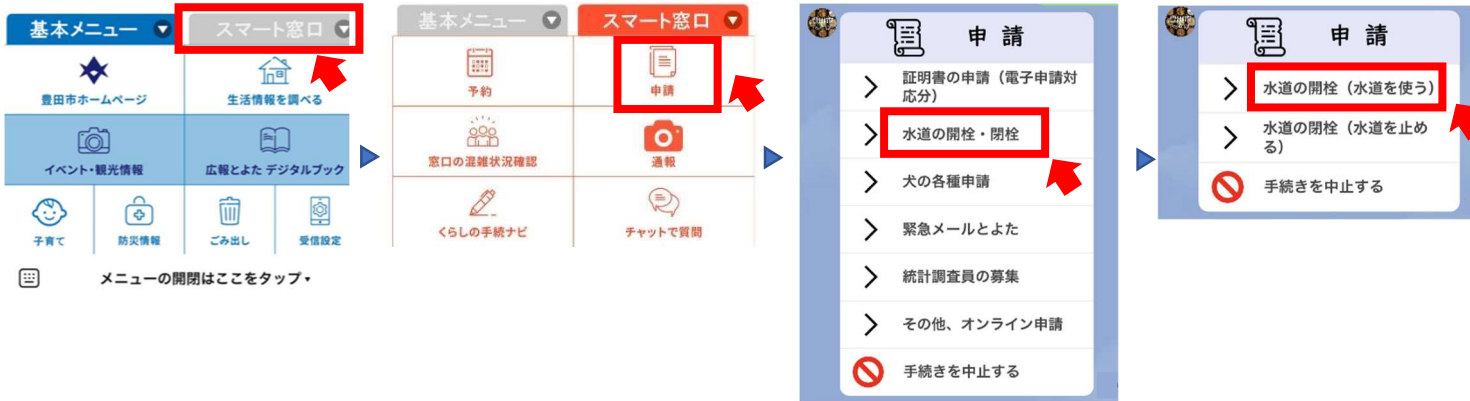 基本メニュー
スマート窓口
豊田市ホームページ
生活情報を調べる
イベント・観光情報
広報とよた デジタルブック
子育て
防災情報
ごみ出し
受信設定
メニューの開閉はここをタップ▾
基本メニュー
スマート窓口
予約
申請
窓口の混雑状況確認
通報
くらしの手続ナビ
チャットで質問
申請
証明書の申請（電子申請対
応分）
水道の開栓・閉栓
犬の各種申請
緊急メールとよた
統計調査員の募集
その他、オンライン申請
手続きを中止する
申請
水道の開栓（水道を使う）
水道の閉栓（水道を止め
る）
手続きを中止する